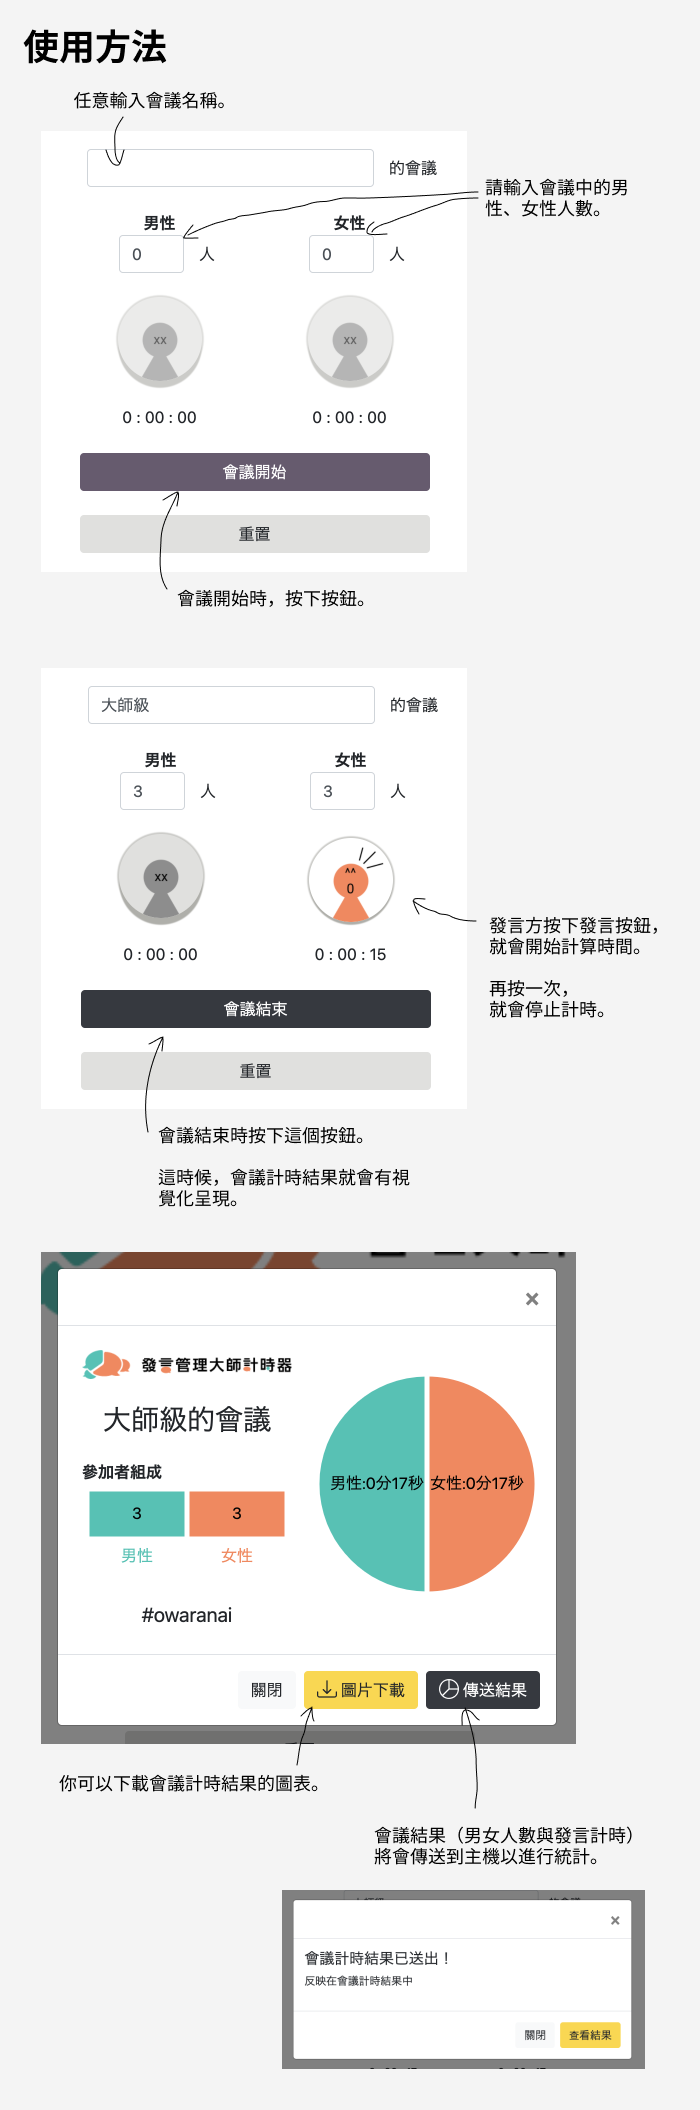 使用方法
任意輸入會議名稱。
的會議
請輸入會議中的男
性、女性人數。
男性
女性
0
人
0
人
xx
xx
0 : 00 : 00
0 : 00 : 00
會議開始
重置
會議開始時，按下按鈕。
大師級
的會議
男性
女性
3
人
3
人
xx
^^
0
0 : 00 : 00
0 : 00 : 15
發言方按下發言按鈕，
就會開始計算時間。
再按一次，
就會停止計時。
會議結束
重置
會議結束時按下這個按鈕。
這時候，會議計時結果就會有視
覺化呈現。
×
發言管理大師計時器
大師級的會議
參加者組成
3
3
男性
女性
男性:0分17秒
女性:0分17秒
#owaranai
關閉
圖片下載
傳送結果
你可以下載會議計時結果的圖表。
會議結果（男女人數與發言計時）
將會傳送到主機以進行統計。
×
會議計時結果已送出！
反映在會議計時結果中
關閉
查看結果